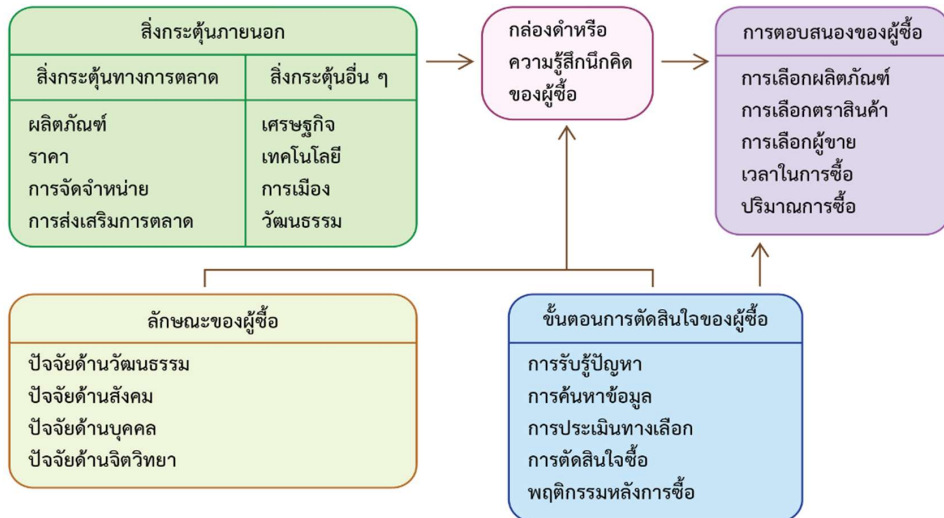 สิ่งกระตุ้นภายนอก
สิ่งกระตุ้นทางการตลาด
ผลิตภัณฑ์
ราคา
การจัดจำหน่าย
การส่งเสริมการตลาด
สิ่งกระตุ้นอื่น ๆ
เศรษฐกิจ
เทคโนโลยี
การเมือง
วัฒนธรรม
กล่องดำหรือ
ความรู้สึกนึกคิด
ของผู้ซื้อ
การตอบสนองของผู้ซื้อ
การเลือกผลิตภัณฑ์
การเลือกตราสินค้า
การเลือกผู้ขาย
เวลาในการซื้อ
ปริมาณการซื้อ
ลักษณะของผู้ซื้อ
ปัจจัยด้านวัฒนธรรม
ปัจจัยด้านสังคม
ปัจจัยด้านบุคคล
ปัจจัยด้านจิตวิทยา
ขั้นตอนการตัดสินใจของผู้ซื้อ
การรับรู้ปัญหา
การค้นหาข้อมูล
การประเมินทางเลือก
การตัดสินใจซื้อ
พฤติกรรมหลังการซื้อ